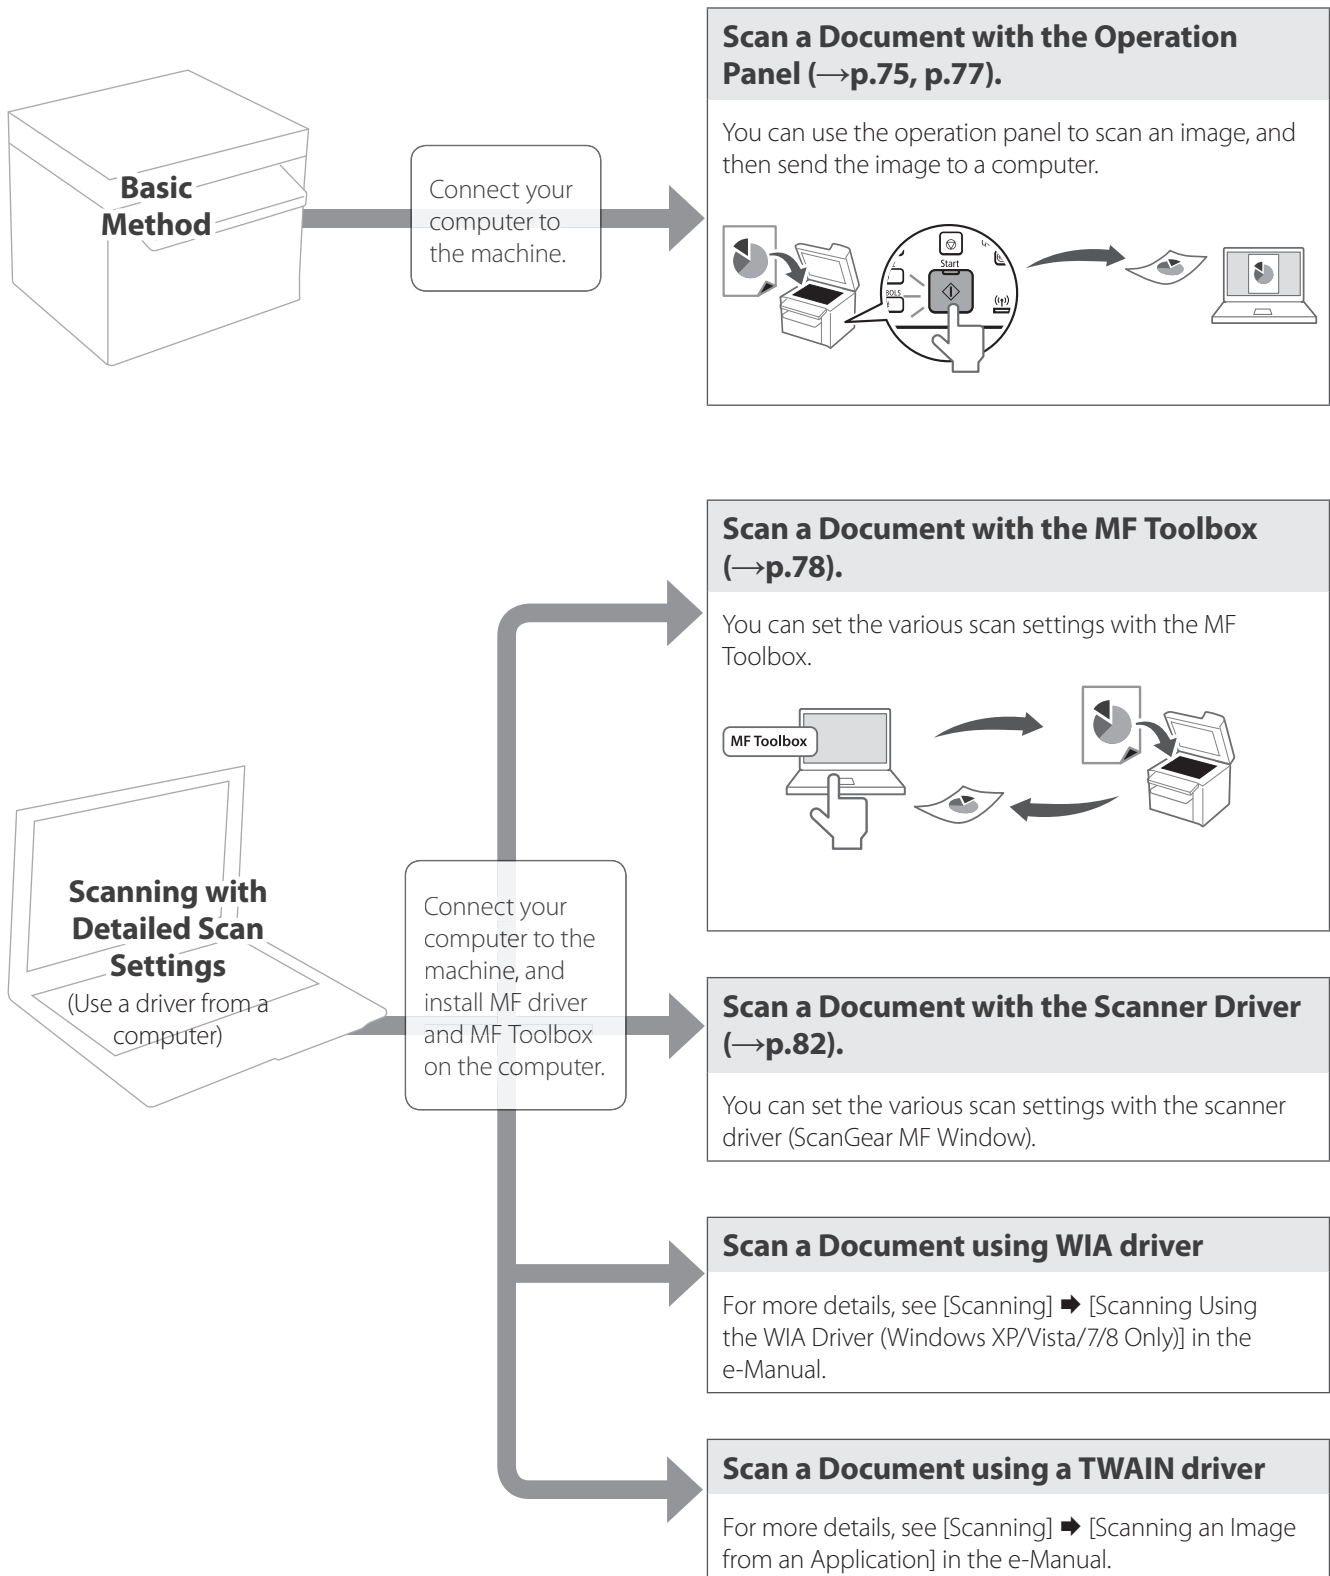 Scan a Document with the Operation
Panel (→p.75, p.77).
You can use the operation panel to scan an image, and
then send the image to a computer.
Basic
Method
Connect your
computer to
the machine.
Start
Scan a Document with the MF Toolbox
(→p.78).
You can set the various scan settings with the MF
Toolbox.
MF Toolbox
Scanning with
Detailed Scan
Settings
(Use a driver from a
computer)
Connect your
computer to the
machine, and
install MF driver
and MF Toolbox
on the computer.
Scan a Document with the Scanner Driver
(→p.82).
You can set the various scan settings with the scanner
driver (ScanGear MF Window).
Scan a Document using WIA driver
For more details, see [Scanning] ➡ [Scanning Using
the WIA Driver (Windows XP/Vista/7/8 Only)] in the
e-Manual.
Scan a Document using a TWAIN driver
For more details, see [Scanning] ➡ [Scanning an Image
from an Application] in the e-Manual.